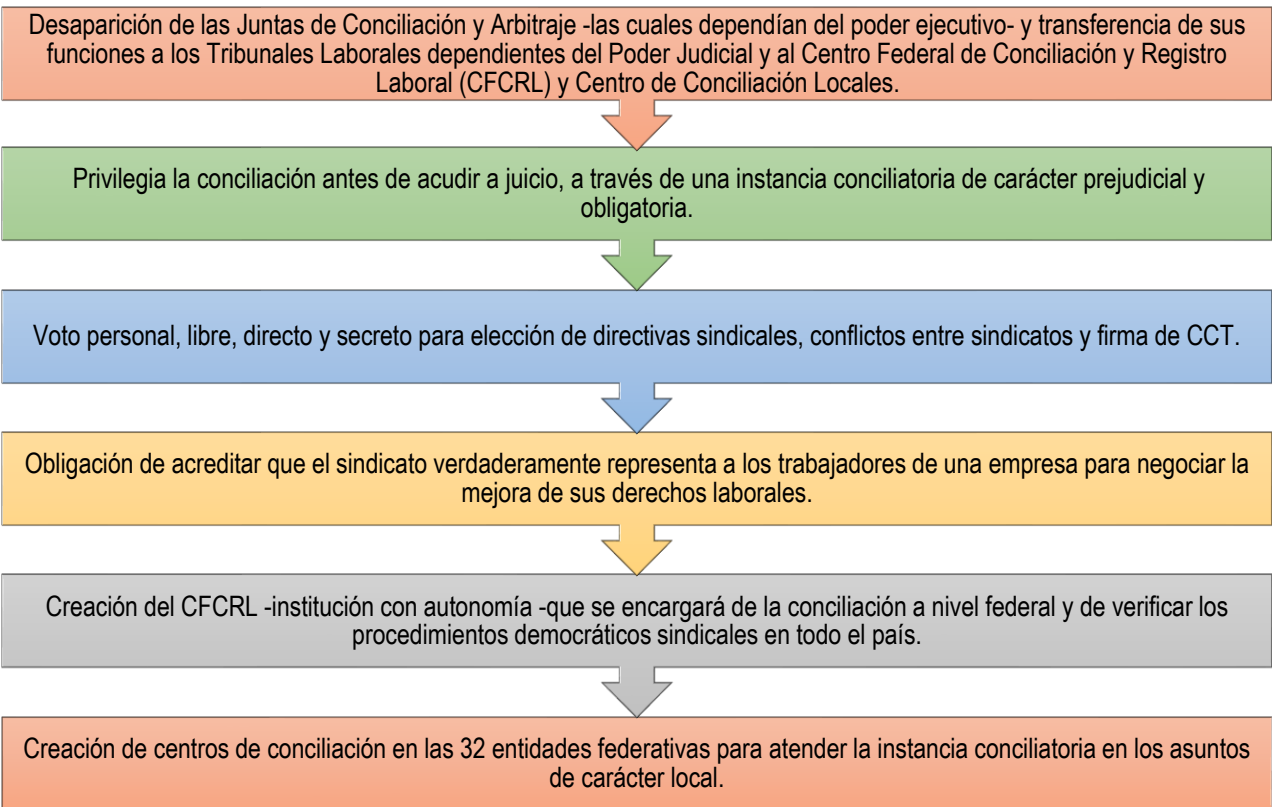 Desaparición de las Juntas de Conciliación y Arbitraje -las cuales dependían del poder ejecutivo- y transferencia de sus
funciones a los Tribunales Laborales dependientes del Poder Judicial y al Centro Federal de Conciliación y Registro
Laboral (CFCRL) y Centro de Conciliación Locales.
Privilegia la conciliación antes de acudir a juicio, a través de una instancia conciliatoria de carácter prejudicial y
obligatoria.
Voto personal, libre, directo y secreto para elección de directivas sindicales, conflictos entre sindicatos y firma de CCT.
Obligación de acreditar que el sindicato verdaderamente representa a los trabajadores de una empresa para negociar la
mejora de sus derechos laborales.
Creación del CFCRL -institución con autonomía -que se encargará de la conciliación a nivel federal y de verificar los
procedimientos democráticos sindicales en todo el país.
Creación de centros de conciliación en las 32 entidades federativas para atender la instancia conciliatoria en los asuntos
de carácter local.